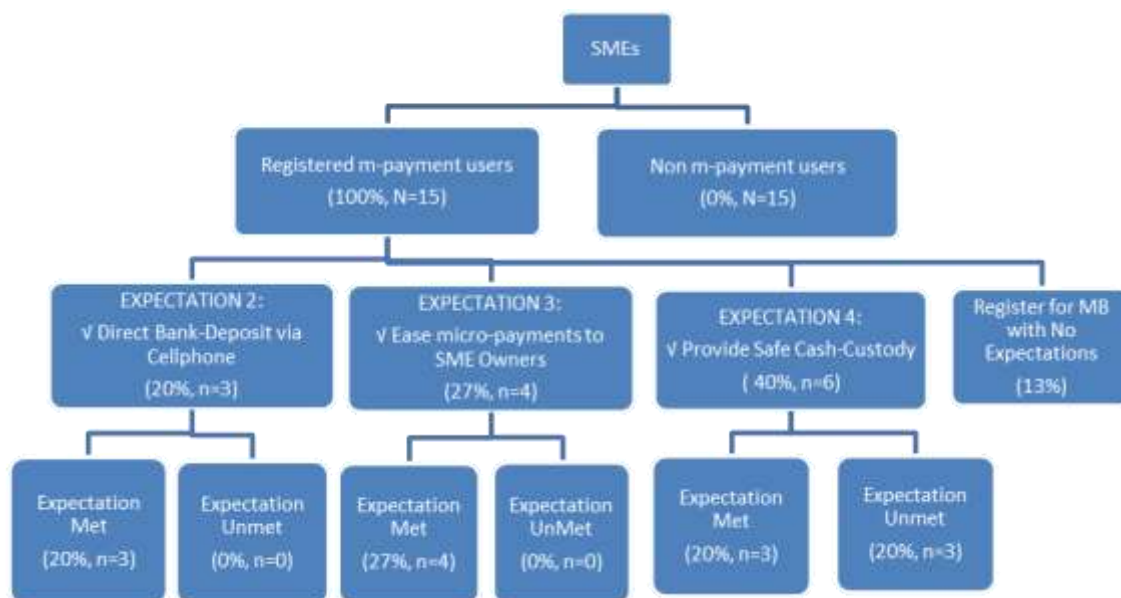 SMEs
Registered m-payment users
(100%, N=15)
Non m-payment users
(0%, N=15)
EXPECTATION 2:
√ Direct Bank-Deposit via
Cellphone
(20%, n=3)
EXPECTATION 3:
√ Ease micro-payments to
SME Owners
(27%, n=4)
EXPECTATION 4:
√ Provide Safe Cash-Custody
( 40%, n=6)
Register for MB
with No
Expectations
(13%)
Expectation
Met
(20%, n=3)
Expectation
Unmet
(0%, n=0)
Expectation
Met
(27%, n=4)
Expectation
UnMet
(0%, n=0)
Expectation
Met
(20%, n=3)
Expectation
Unmet
(20%, n=3)